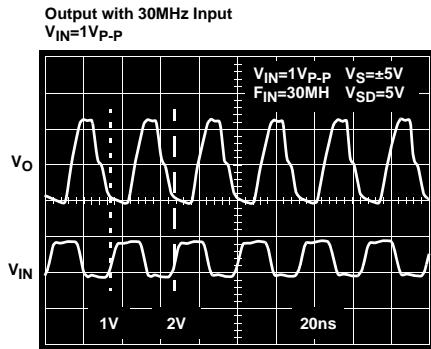 Output with 30MHz Input
VIN=1VP-P
VIN=1VP-P VS=±5V
FIN=30MH VSD=5V
VO
VIN
1V 2V 20ns